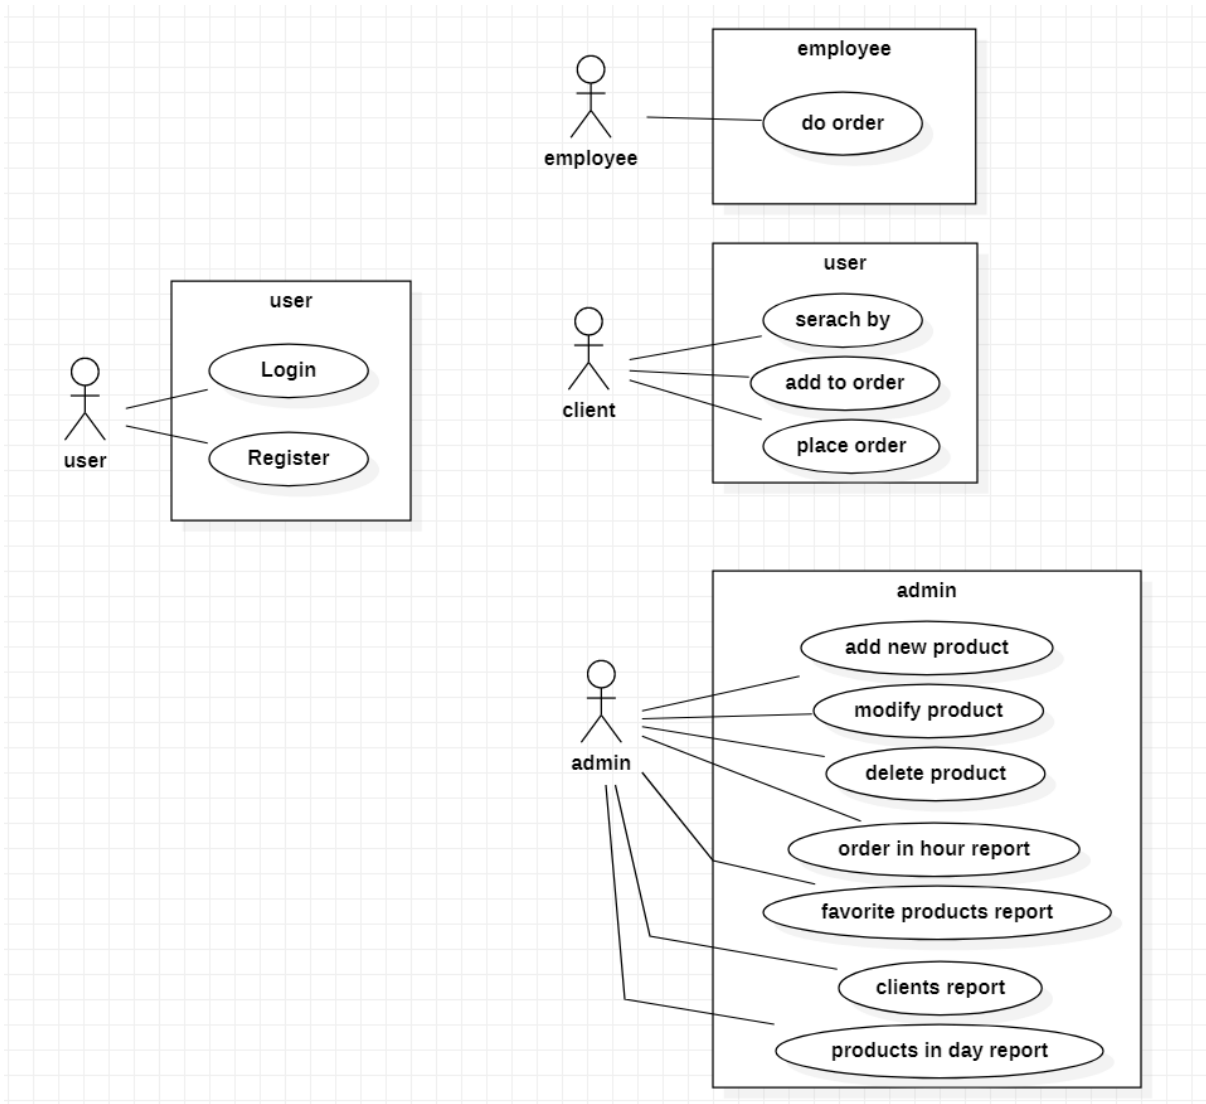 employee
do order
employee
user
serach by
add to order
place order
client
user
Login
Register
user
admin
add new product
modify product
delete product
order in hour report
favorite products report
clients report
products in day report
admin